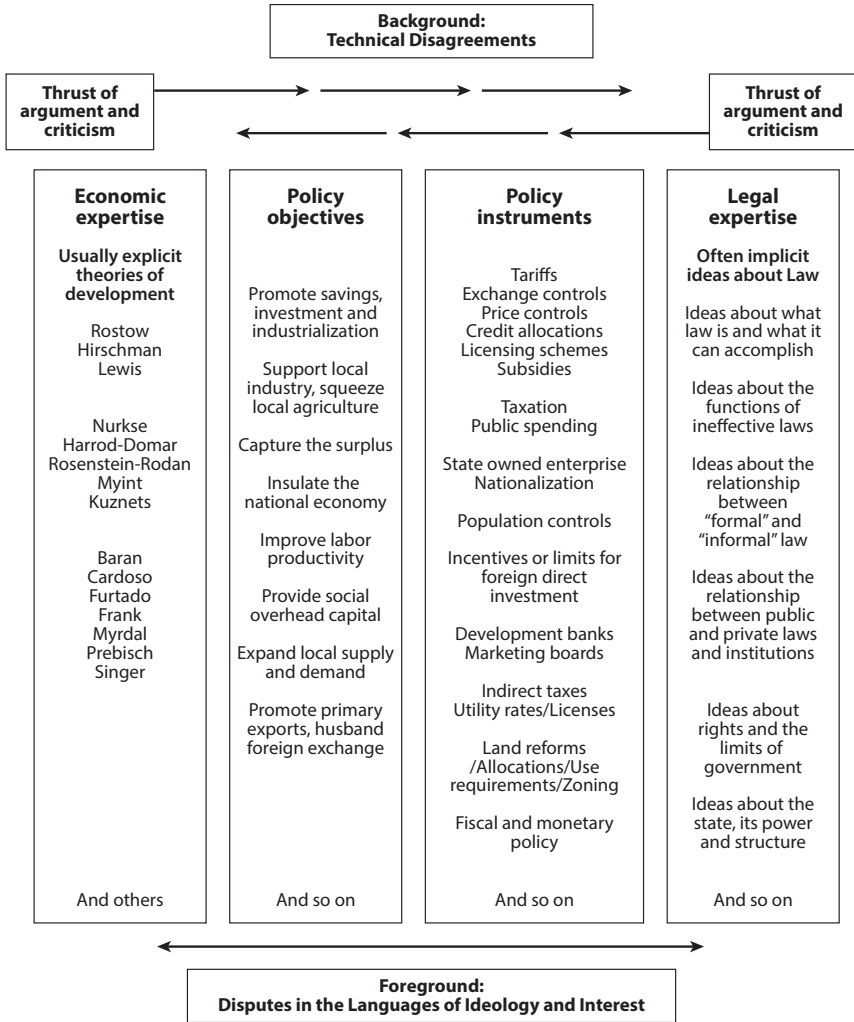 Background:
Technical Disagreements
Thrust of
argument and
criticism
Thrust of
argument and
criticism
Economic
expertise
Usually explicit
theories of
development
Rostow
Hirschman
Lewis
Nurkse
Harrod-Domar
Rosenstein-Rodan
Myint
Kuznets
Baran
Cardoso
Furtado
Frank
Myrdal
Prebisch
Singer
And others
Policy
objectives
Promote savings,
investment and
industrialization
Support local
industry, squeeze
local agriculture
Capture the surplus
Insulate the
national economy
Improve labor
productivity
Provide social
overhead capital
Expand local supply
and demand
Promote primary
exports, husband
foreign exchange
And so on
Policy
instruments
Tariffs
Exchange controls
Price controls
Credit allocations
Licensing schemes
Subsidies
Taxation
Public spending
State owned enterprise
Nationalization
Population controls
Incentives or limits for
foreign direct
investment
Development banks
Marketing boards
Indirect taxes
Utility rates/Licenses
Land reforms
/Allocations/Use
requirements/Zoning
Fiscal and monetary
policy
And so on
Legal
expertise
Often implicit
ideas about Law
Ideas about what
law is and what it
can accomplish
Ideas about the
functions of
ineffective laws
Ideas about the
relationship
between
“formal” and
“informal” law
Ideas about the
relationship
between public
and private laws
and institutions
Ideas about
rights and the
limits of
government
Ideas about the
state, its power
and structure
And so on
Foreground:
Disputes in the Languages of Ideology and Interest